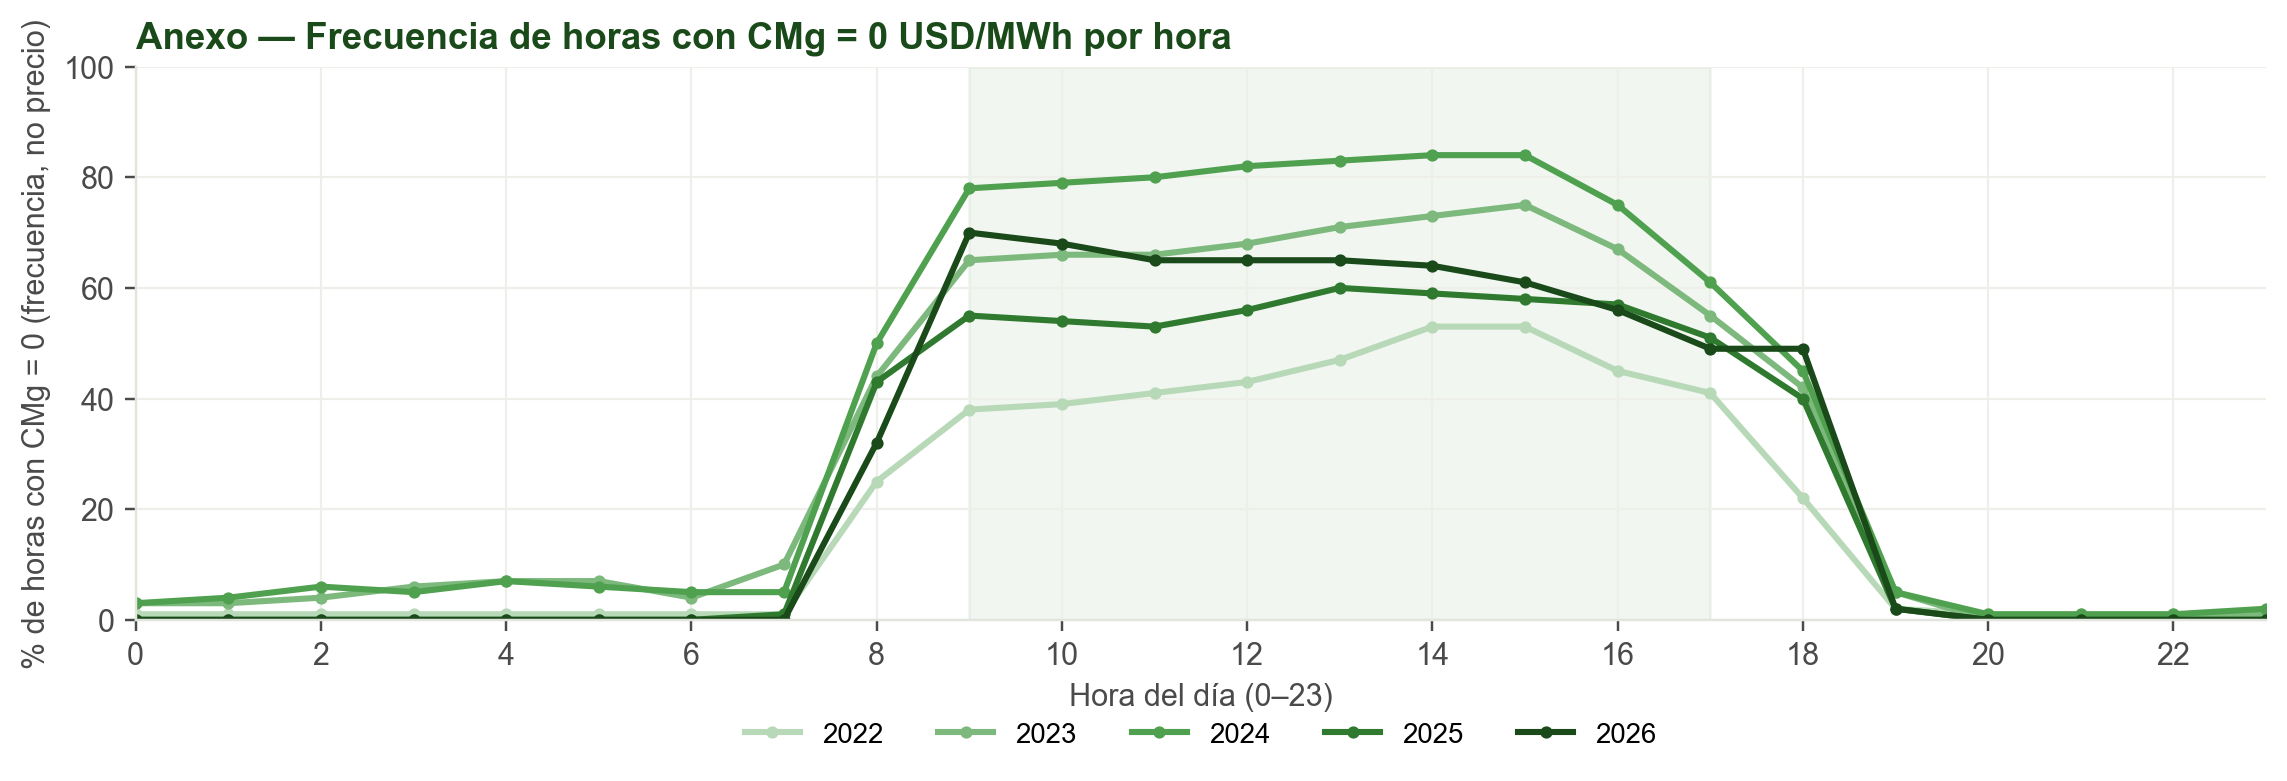 Anexo — Frecuencia de horas con CMg = 0 USD/MWh por hora
% de horas con CMg = 0 (frecuencia, no precio)
100
80
60
40
20
0
0 2 4 6 8 10 12 14 16 18 20 22
Hora del día (0–23)
2022 2023 2024 2025 2026